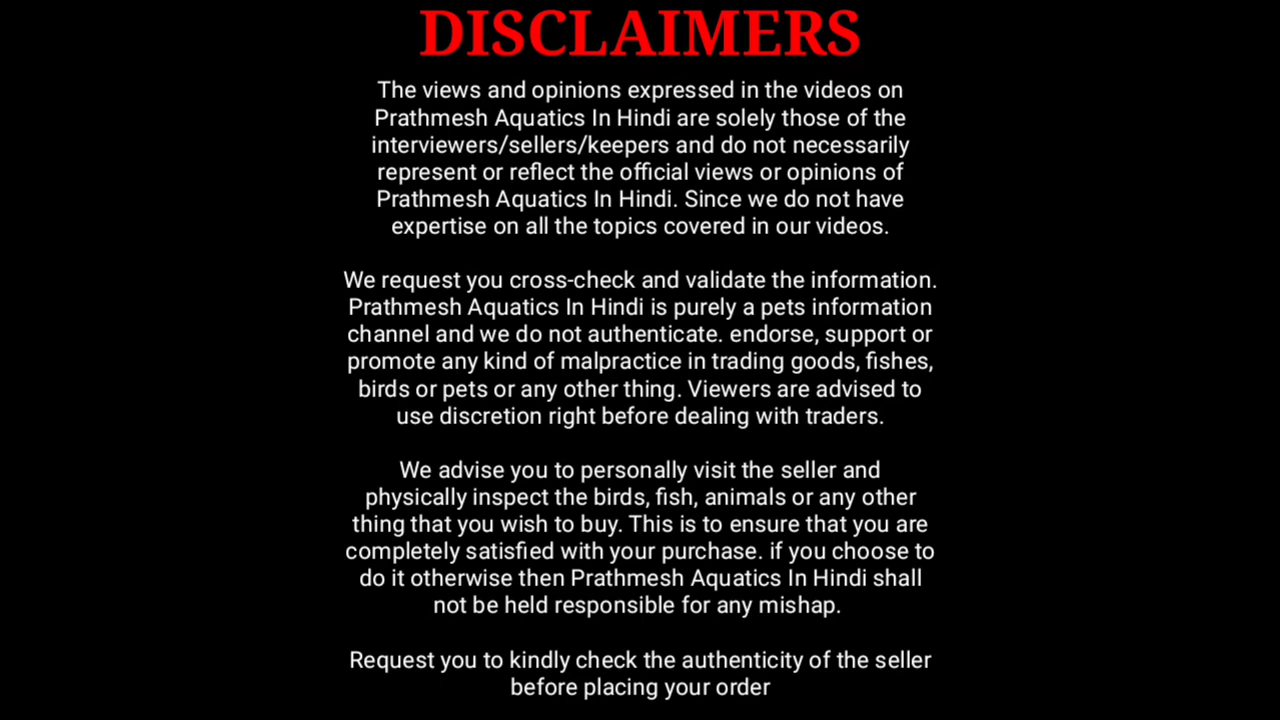 DISCLAIMERS
The views and opinions expressed in the videos on
Prathmesh Aquatics In Hindi are solely those of the
interviewers/sellers/keepers and do not necessarily
represent or reflect the official views or opinions of
Prathmesh Aquatics In Hindi. Since we do not have
expertise on all the topics covered in our videos.
We request you cross-check and validate the information.
Prathmesh Aquatics In Hindi is purely a pets information
channel and we do not authenticate. endorse, support or
promote any kind of malpractice in trading goods, fishes,
birds or pets or any other thing. Viewers are advised to
use discretion right before dealing with traders.
We advise you to personally visit the seller and
physically inspect the birds, fish, animals or any other
thing that you wish to buy. This is to ensure that you are
completely satisfied with your purchase. if you choose to
do it otherwise then Prathmesh Aquatics In Hindi shall
not be held responsible for any mishap.
Request you to kindly check the authenticity of the seller
before placing your order